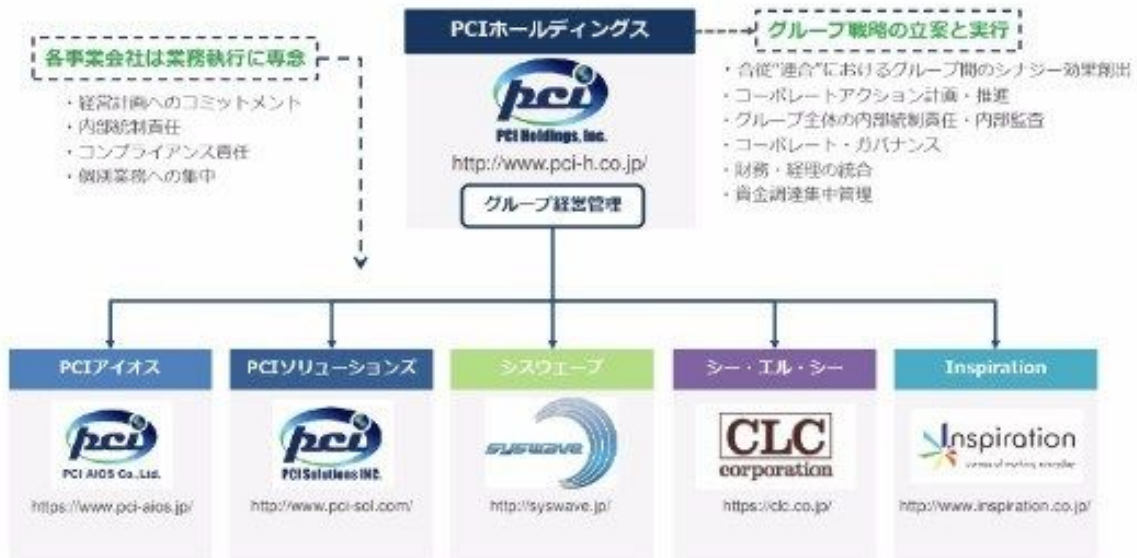 PCIホールディングス
pci
PCI Holdings, Inc.
http://www.pci-h.co.jp/
グループ経営管理
各事業会社は業務執行に専念
・経営計画へのコミットメント
・内部統制責任
・コンプライアンス責任
・個別業務への集中
グループ戦略の立案と実行
・合従“連合”におけるグループ間のシナジー効果創出
・コーポレートアクション計画・推進
・グループ全体の内部統制責任・内部監査
・コーポレート・ガバナンス
・財務・経理の統合
・資金調達集中管理
PCIアイオス
pci
PCI AIOS Co.,Ltd.
https://www.pci-aios.jp/
PCIソリューションズ
pci
PCI Solutions INC.
http://www.pci-sol.com/
シスウェーブ
syswave
http://syswave.jp/
シー・エル・シー
CLC
corporation
https://clc.co.jp/
Inspiration
Inspiration
http://www.inspiration.co.jp/